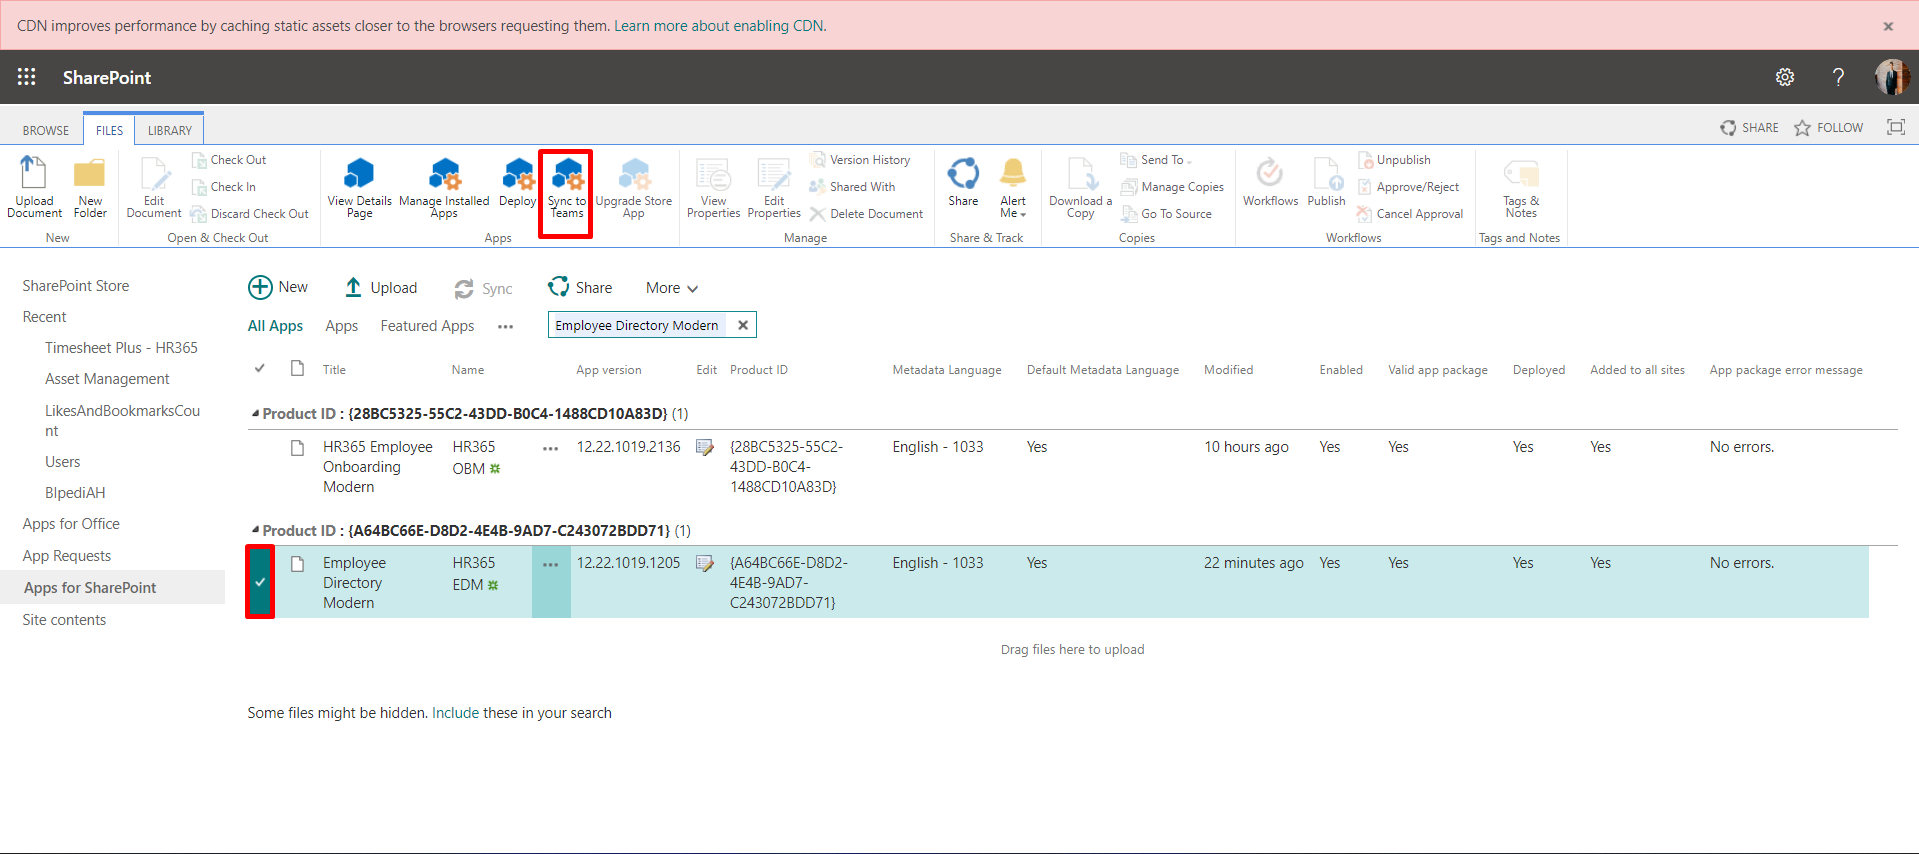 CDN improves performance by caching static assets closer to the browsers requesting them. Learn more about enabling CDN.
SharePoint
BROWSE FILES LIBRARY SHARE FOLLOW
Upload Document
New Folder
New
Edit Document
Check Out
Check In
Discard Check Out
Open & Check Out
View Details Page
Manage Installed Apps
Deploy
Sync to Teams
Upgrade Store App
Apps
View Properties
Edit Properties
Version History
Shared With
Delete Document
Manage
Share
Alert Me
Share & Track
Download a Copy
Send To
Manage Copies
Go To Source
Copies
Workflows
Publish
Unpublish
Approve/Reject
Cancel Approval
Workflows
Tags & Notes
Tags and Notes
SharePoint Store
Recent
Timesheet Plus - HR365
Asset Management
LikesAndBookmarksCou
nt
Users
BIpediAH
Apps for Office
App Requests
Apps for SharePoint
Site contents
New Upload Sync Share More
All Apps Apps Featured Apps ••• Employee Directory Modern
Title Name App version Edit Product ID Metadata Language Default Metadata Language Modified Enabled Valid app package Deployed Added to all sites App package error message
Product ID : {28BC5325-55C2-43DD-B0C4-1488CD10A83D} (1)
HR365 Employee HR365 ••• 12.22.1019.2136 {28BC5325-55C2- English - 1033 Yes 10 hours ago Yes Yes Yes Yes No errors.
Onboarding OBM 43DD-B0C4-
Modern 1488CD10A83D}
Product ID : {A64BC66E-D8D2-4E4B-9AD7-C243072BDD71} (1)
Employee HR365 ••• 12.22.1019.1205 {A64BC66E-D8D2- English - 1033 Yes 22 minutes ago Yes Yes Yes Yes No errors.
Directory EDM 4E4B-9AD7-
Modern C243072BDD71}
Drag files here to upload
Some files might be hidden. Include these in your search